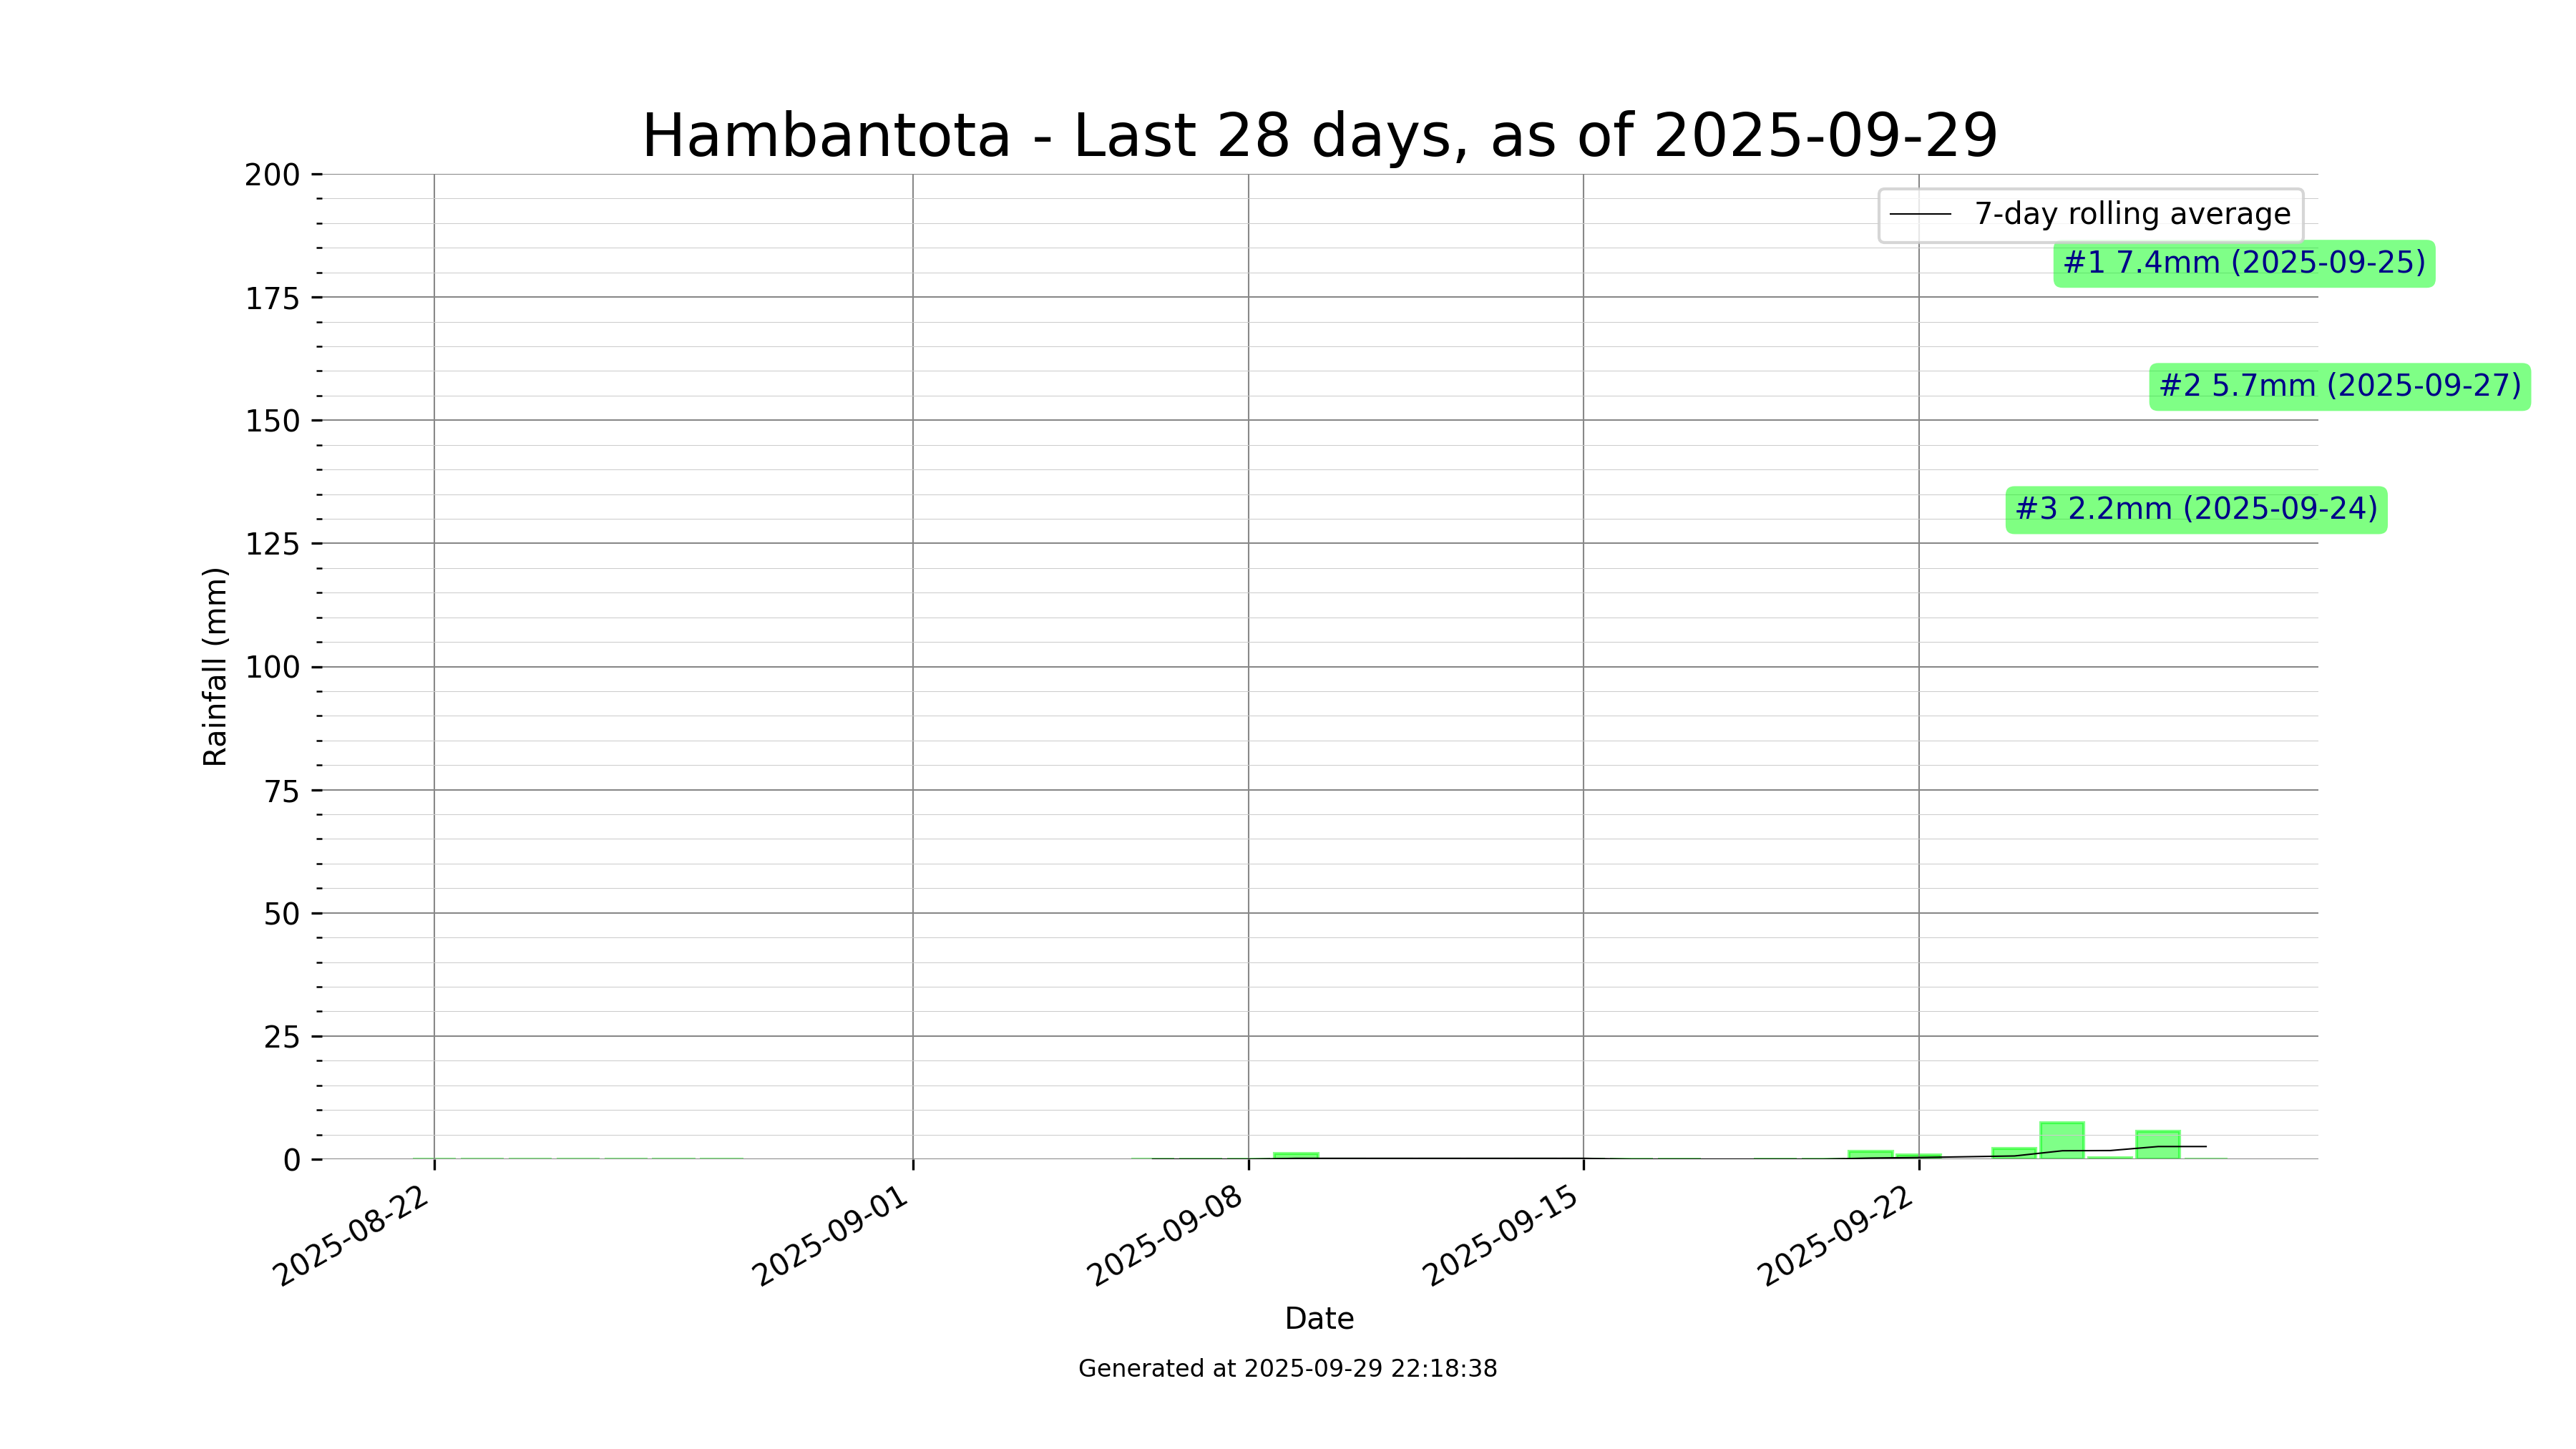 Hambantota - Last 28 days, as of 2025-09-29
200
175
150
125
100
75
50
25
0
Rainfall (mm)
7-day rolling average
#1 7.4mm (2025-09-25)
#2 5.7mm (2025-09-27)
#3 2.2mm (2025-09-24)
2025-08-22
2025-09-01
2025-09-08
2025-09-15
2025-09-22
Date
Generated at 2025-09-29 22:18:38